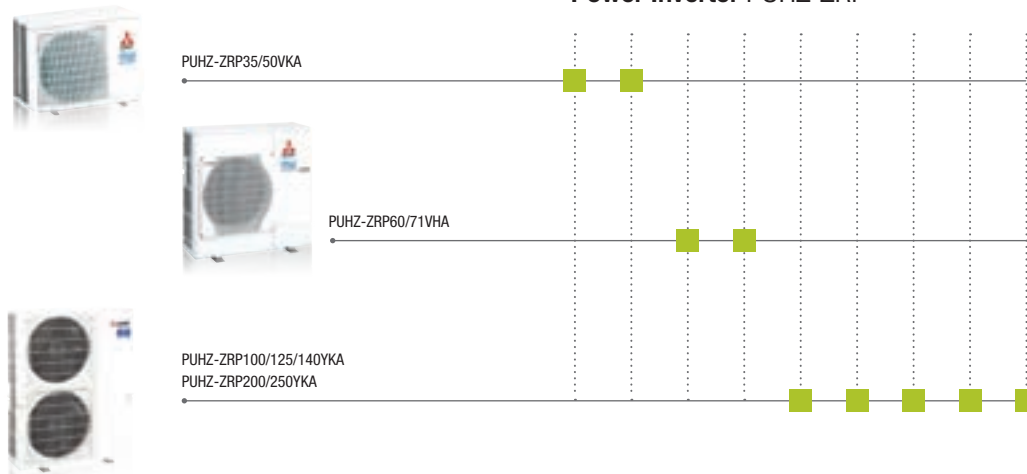 Power Inverter PUHZ-ZRP
PUHZ-ZRP35/50VKA
PUHZ-ZRP60/71VHA
PUHZ-ZRP100/125/140YKA
PUHZ-ZRP200/250YKA